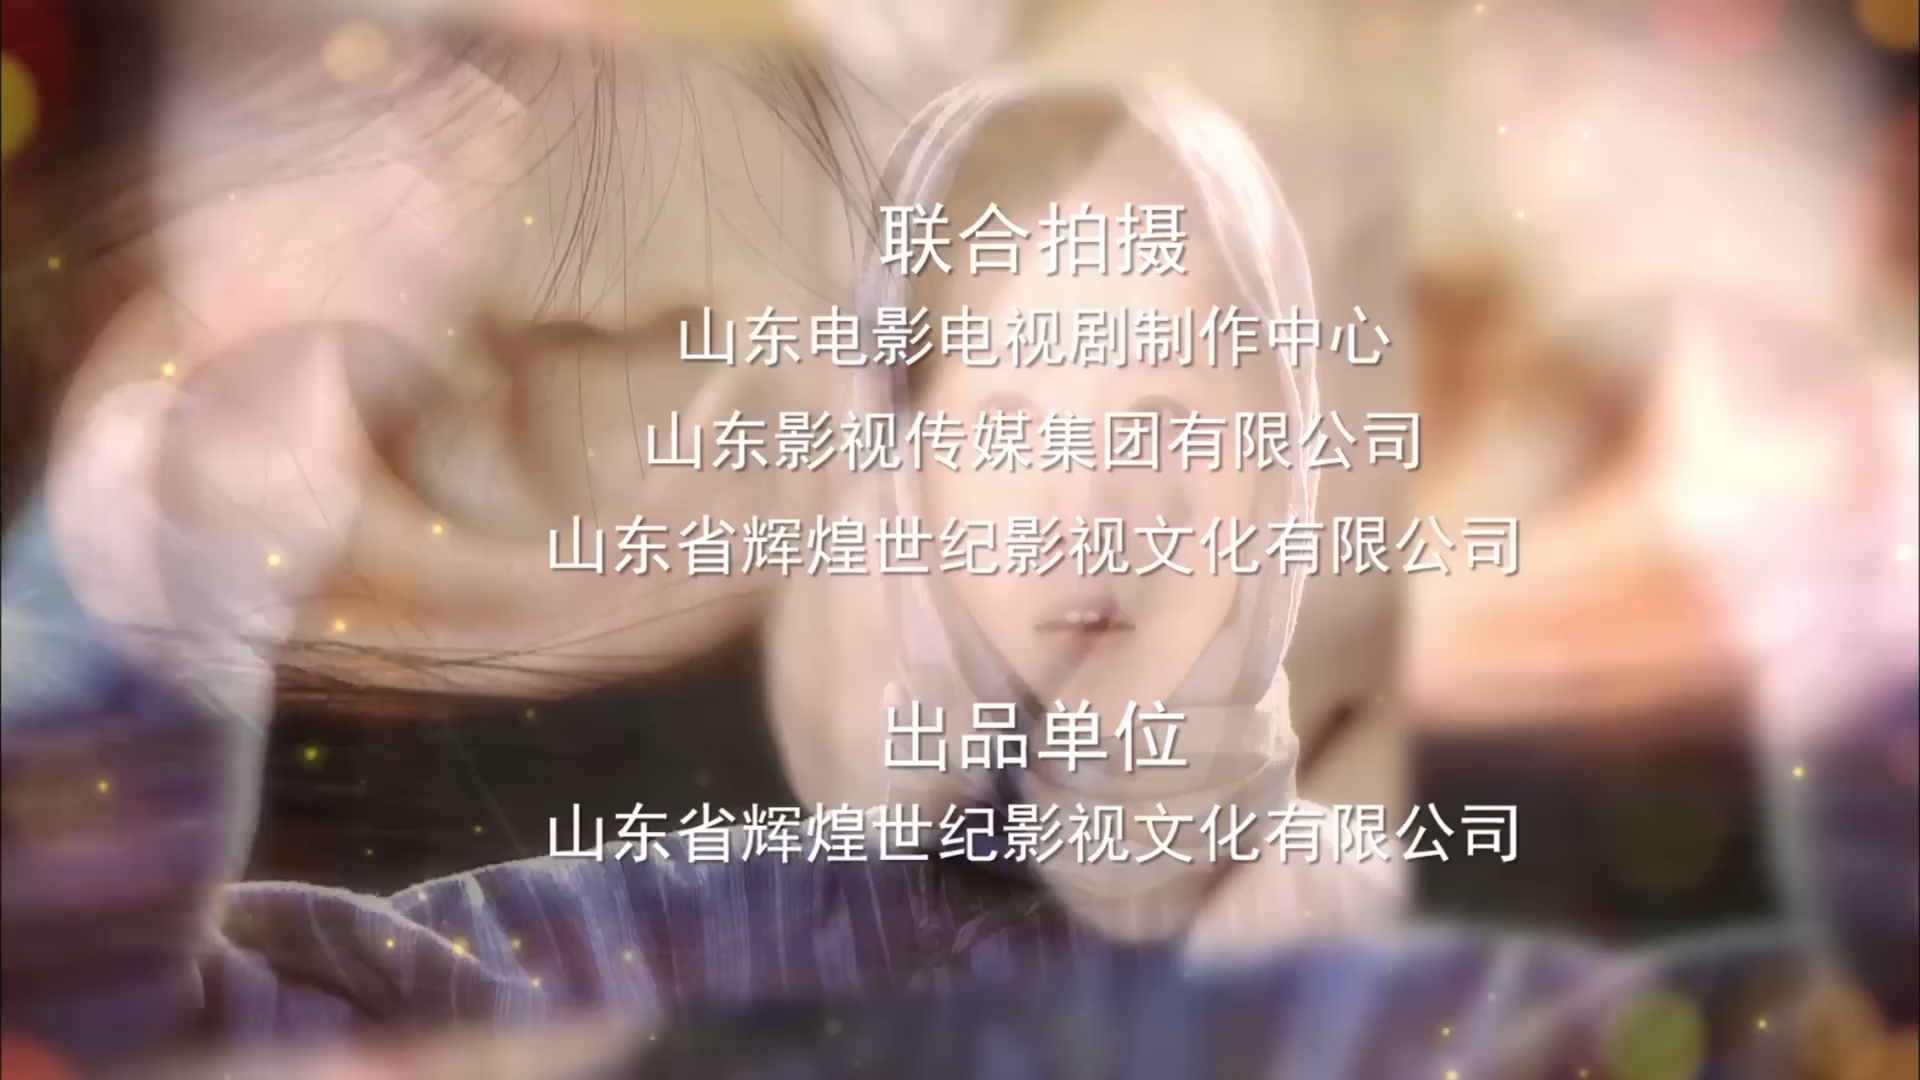 联合拍摄
山东电影电视剧制作中心
山东影视传媒集团有限公司
山东省辉煌世纪影视文化有限公司
出品单位
山东省辉煌世纪影视文化有限公司